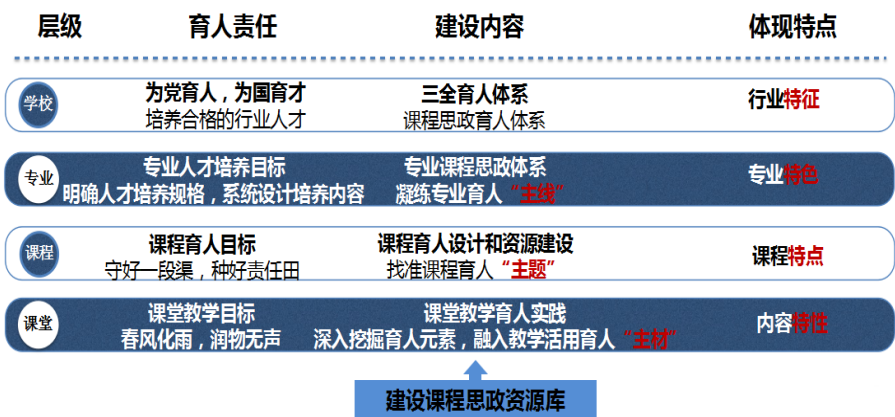 层级 育人责任 建设内容 体现特点
学校 为党育人，为国育才 三全育人体系 行业特征
培养合格的行业人才 课程思政育人体系
专业 专业人才培养目标 专业课程思政体系 专业特色
明确人才培养规格，系统设计培养内容 凝练专业育人“主线”
课程 课程育人目标 课程育人设计和资源建设 课程特点
守好一段渠，种好责任田 找准课程育人“主题”
课堂 课堂教学目标 课堂教学育人实践 内容特性
春风化雨，润物无声 深入挖掘育人元素，融入教学活用育人“主材”
建设课程思政资源库